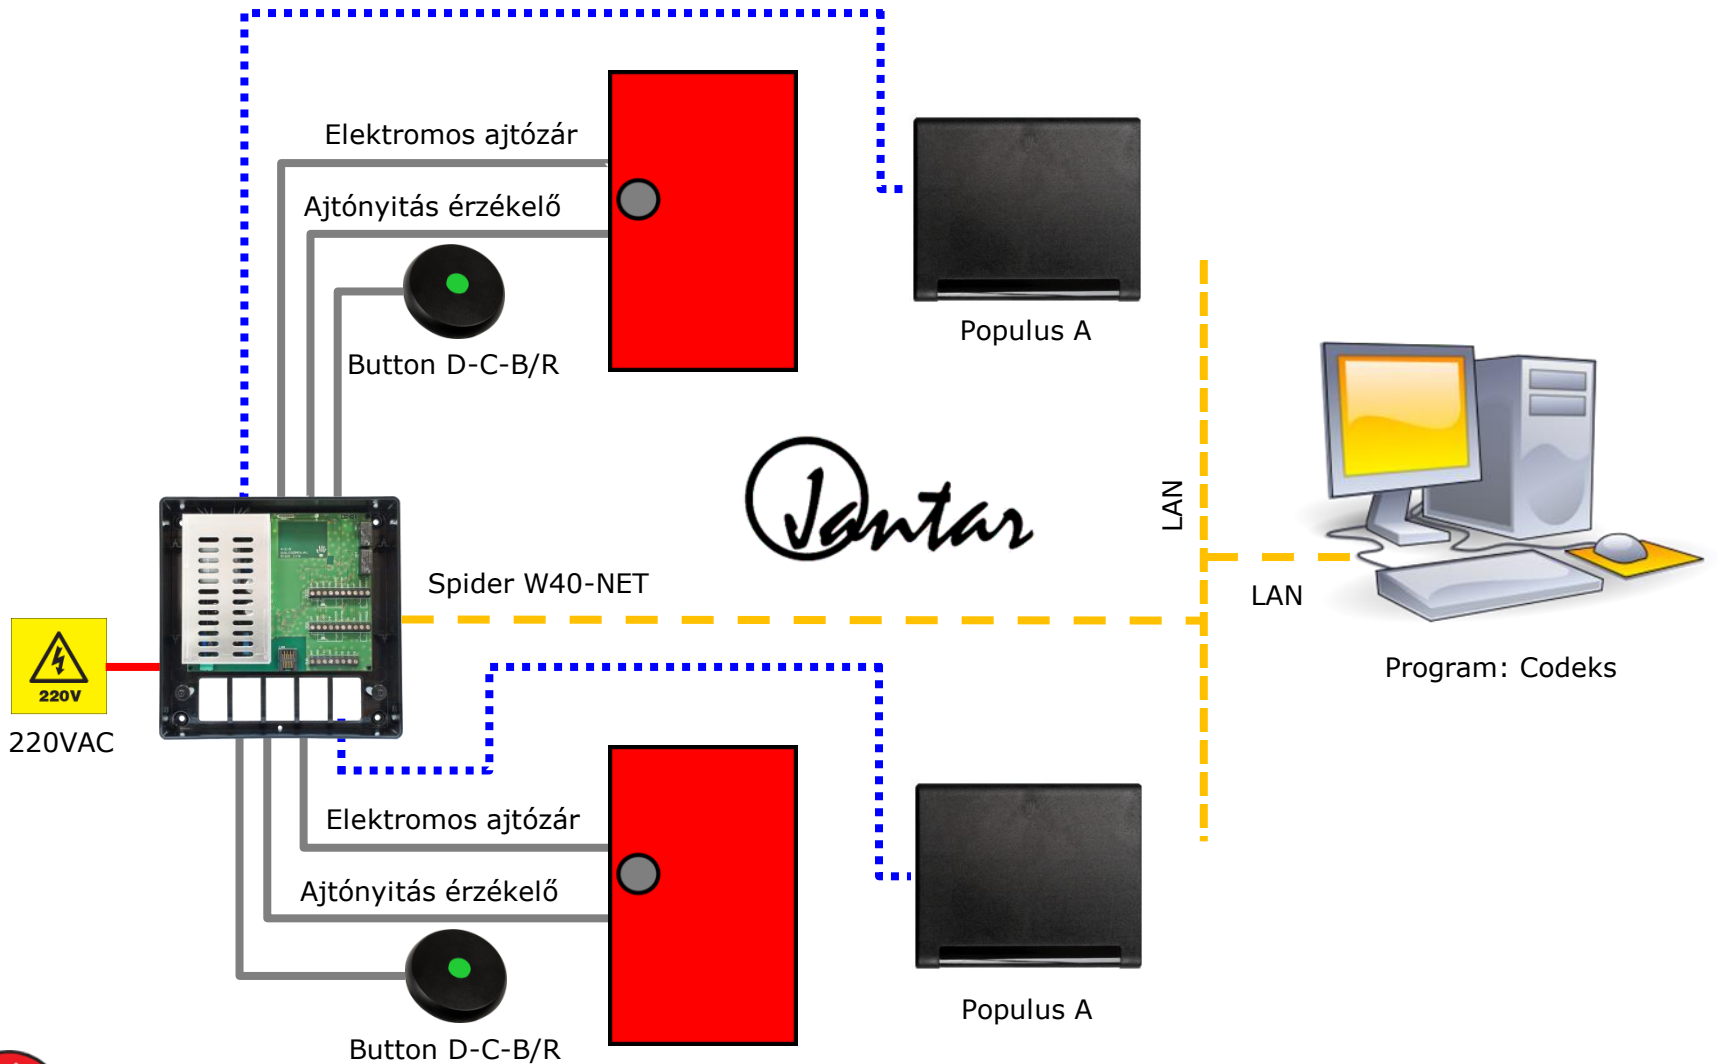 Elektromos ajtózár
Ajtónyitás érzékelő
Button D-C-B/R
Populus A
Jantar
LAN
Spider W40-NET
LAN
220V
220VAC
Program: Codeks
Elektromos ajtózár
Ajtónyitás érzékelő
Button D-C-B/R
Populus A